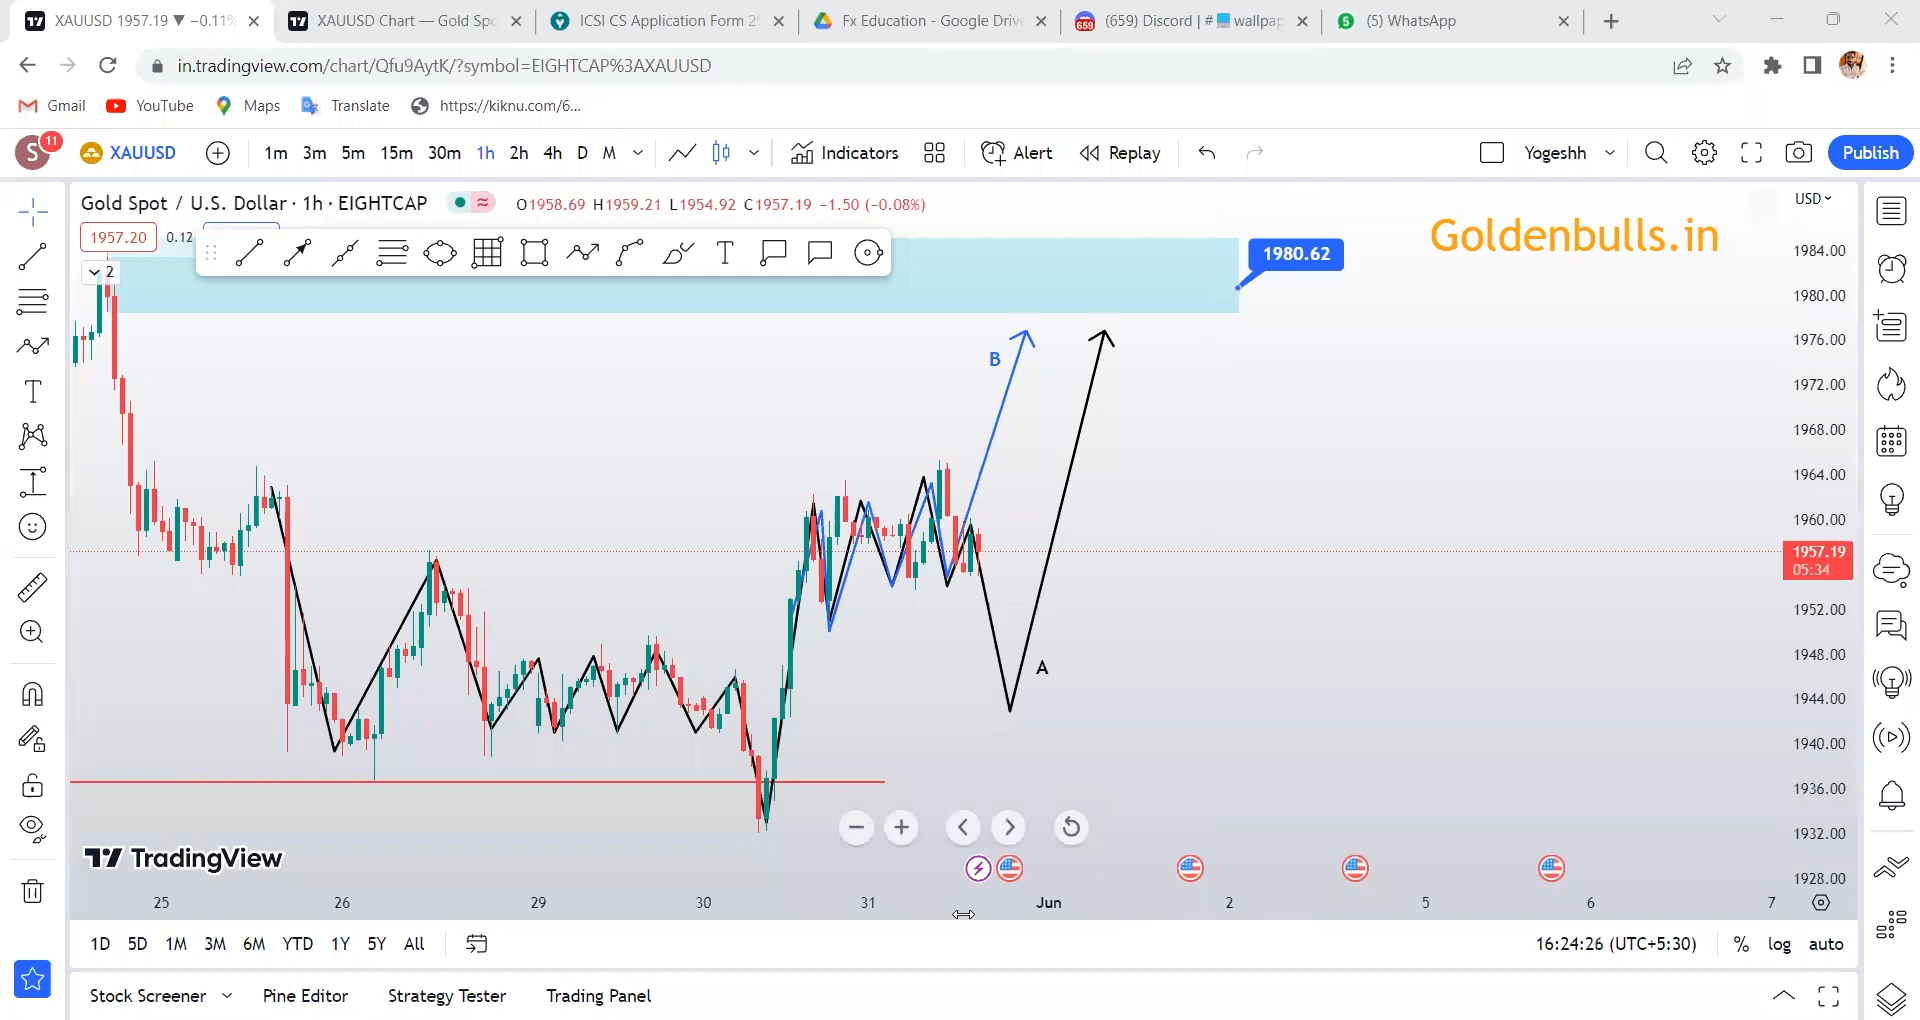 XAUUSD 1957.19 ▼ −0.11%
XAUUSD Chart — Gold Spo
ICSI CS Application Form 2
Fx Education - Google Drive
(659) Discord | # wallpap
(5) WhatsApp
in.tradingview.com/chart/Qfu9AytK/?symbol=EIGHTCAP%3AXAUUSD
Gmail YouTube Maps Translate https://kiknu.com/6...
S 11 XAUUSD 1m 3m 5m 15m 30m 1h 2h 4h D M Indicators Alert Replay Yogeshh Publish
Gold Spot / U.S. Dollar · 1h · EIGHTCAP O1958.69 H1959.21 L1954.92 C1957.19 −1.50 (−0.08%)
USD
1957.20 0.12
Goldenbulls.in
2
1980.62
B
A
1984.00
1980.00
1976.00
1972.00
1968.00
1964.00
1960.00
1957.19
05:34
1952.00
1948.00
1944.00
1940.00
1936.00
1932.00
1928.00
TradingView
25 26 29 30 31 Jun 2 5 6 7
1D 5D 1M 3M 6M YTD 1Y 5Y All 16:24:26 (UTC+5:30) % log auto
Stock Screener Pine Editor Strategy Tester Trading Panel